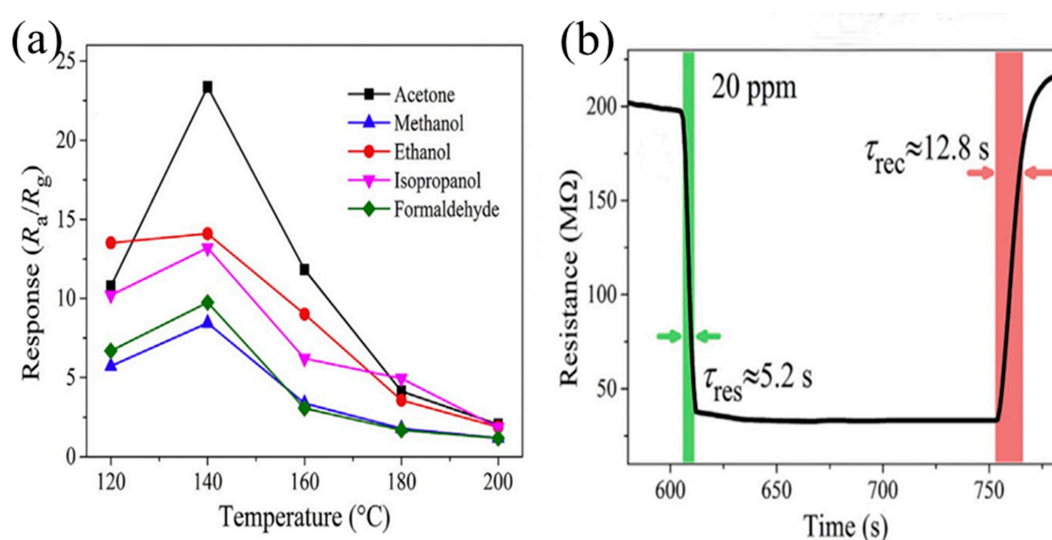 (a)
25
20
15
10
5
0
Response (Ra/Rg)
Acetone
Methanol
Ethanol
Isopropanol
Formaldehyde
120 140 160 180 200
Temperature (°C)
(b)
200
150
100
50
Resistance (MΩ)
20 ppm
τrec≈12.8 s
τres≈5.2 s
600 650 700 750
Time (s)